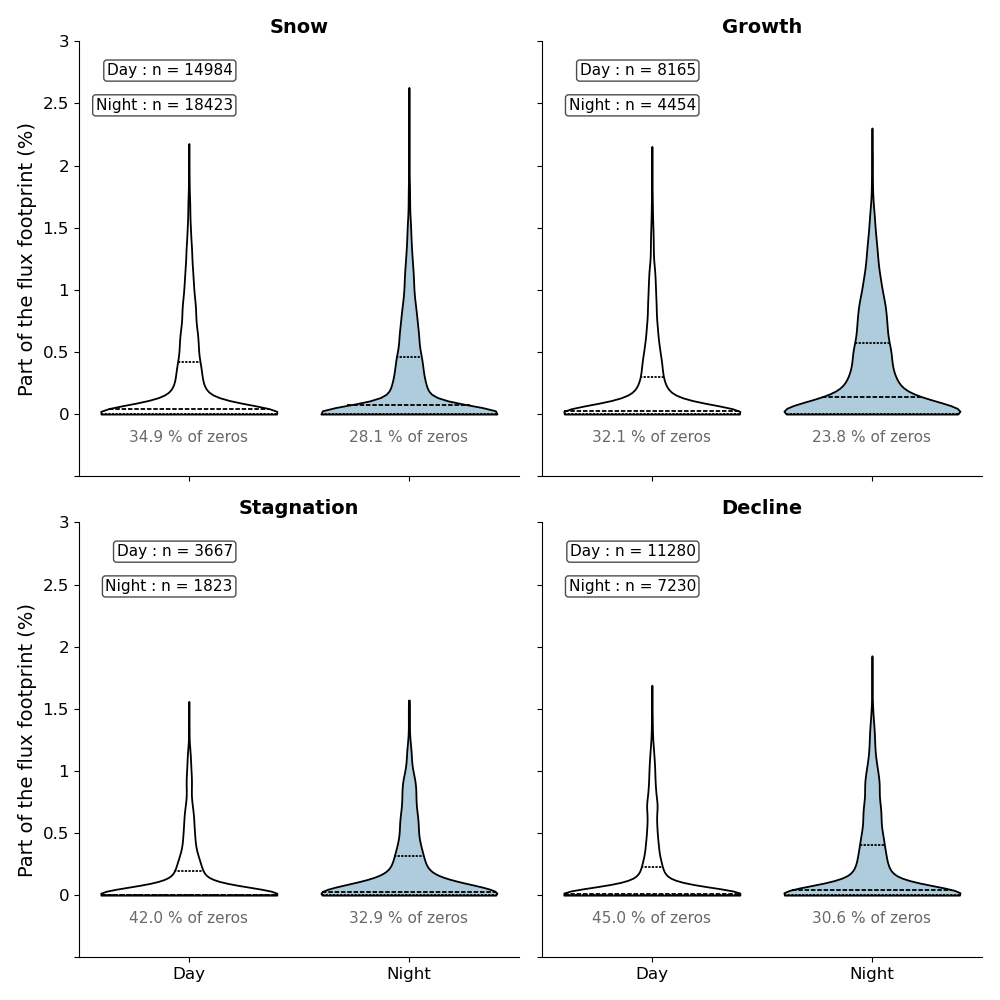 Snow
Growth
Part of the flux footprint (%)
3
2.5
2
1.5
1
0.5
0
Day : n = 14984
Night : n = 18423
34.9 % of zeros
28.1 % of zeros
Day : n = 8165
Night : n = 4454
32.1 % of zeros
23.8 % of zeros
Stagnation
Decline
Part of the flux footprint (%)
3
2.5
2
1.5
1
0.5
0
Day : n = 3667
Night : n = 1823
42.0 % of zeros
32.9 % of zeros
Day : n = 11280
Night : n = 7230
45.0 % of zeros
30.6 % of zeros
Day
Night
Day
Night